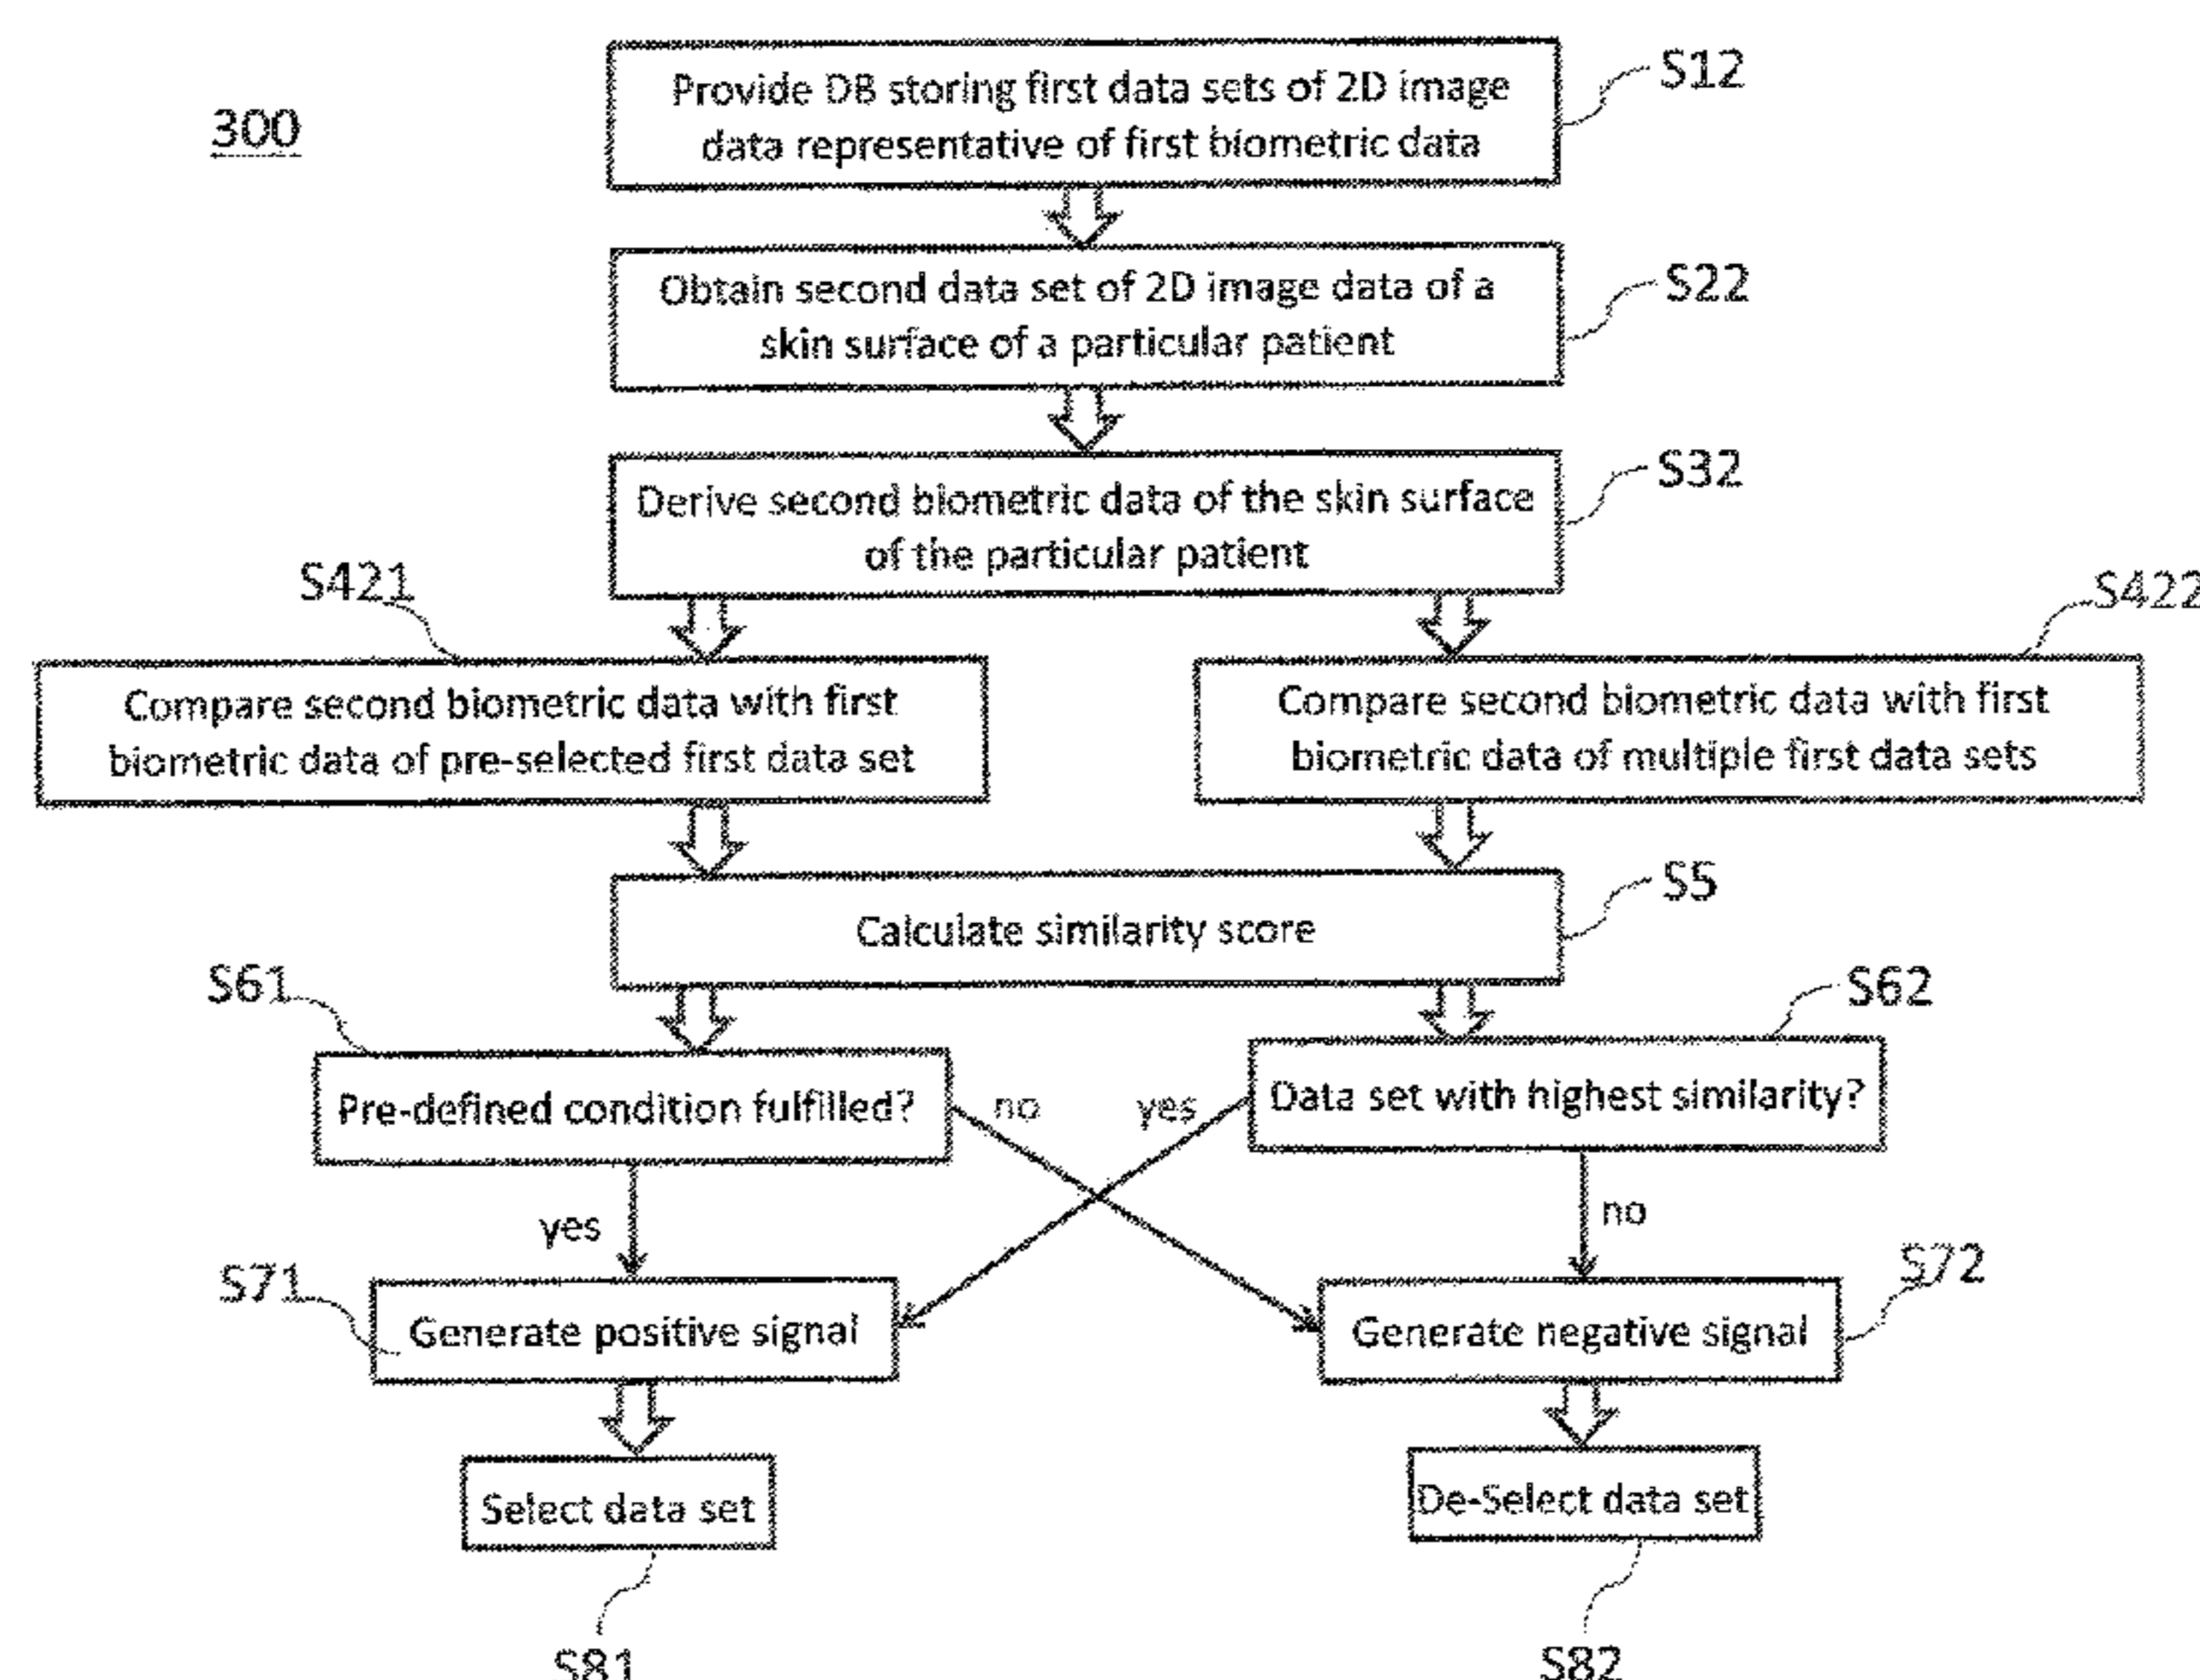 300
Provide DB storing first data sets of 2D image
data representative of first biometric data
S12
Obtain second data set of 2D image data of a
skin surface of a particular patient
S22
Derive second biometric data of the skin surface
of the particular patient
S32
S421
Compare second biometric data with first
biometric data of pre-selected first data set
S422
Compare second biometric data with first
biometric data of multiple first data sets
Calculate similarity score
S5
S61
Pre-defined condition fulfilled?
S62
Data set with highest similarity?
no
yes
yes
no
S71
Generate positive signal
S72
Generate negative signal
Select data set
De-Select data set
S81
S82